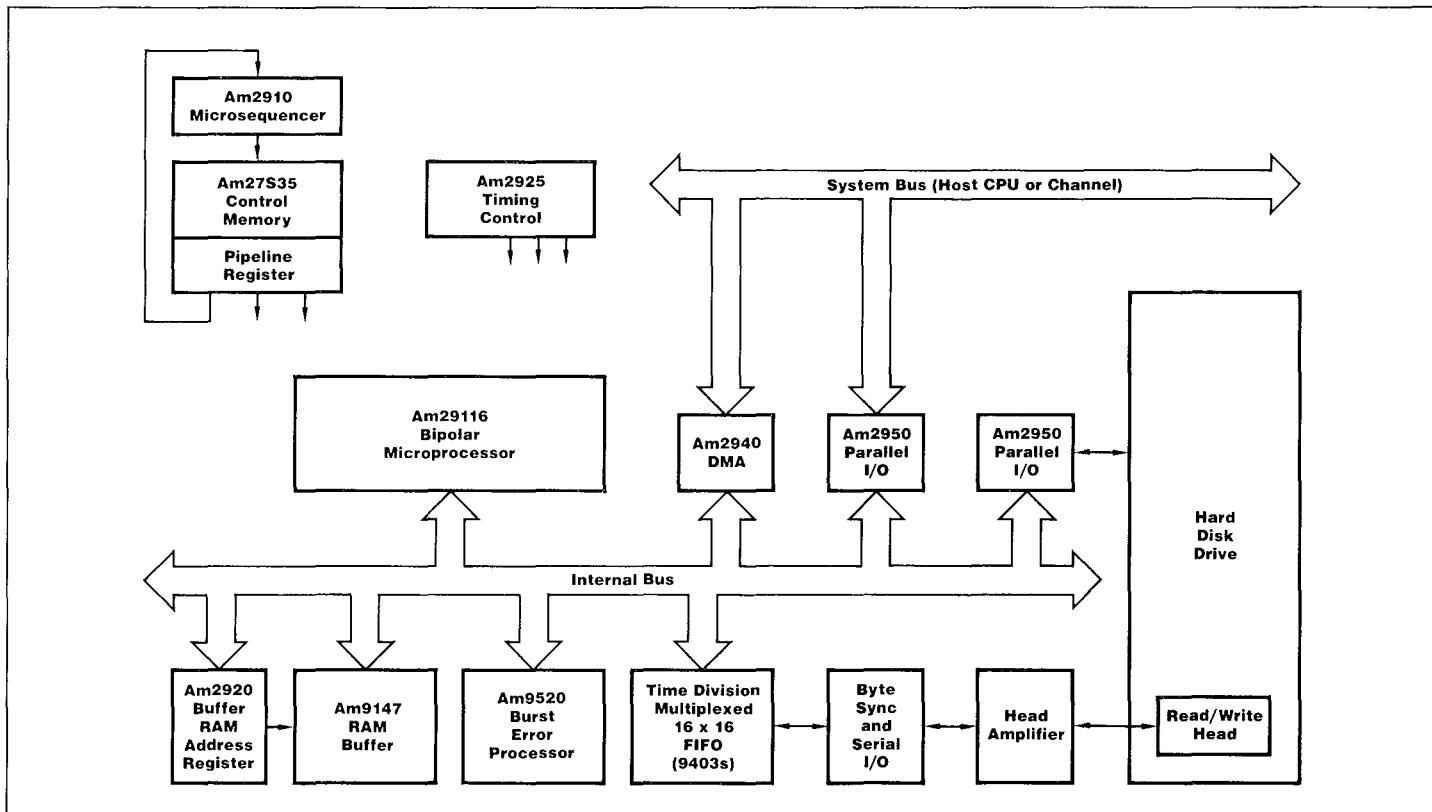 Am2910
Microsequencer
Am27S35
Control
Memory
Pipeline
Register
Am2925
Timing
Control
System Bus (Host CPU or Channel)
Am29116
Bipolar
Microprocessor
Am2940
DMA
Am2950
Parallel
I/O
Am2950
Parallel
I/O
Hard
Disk
Drive
Internal Bus
Am2920
Buffer
RAM
Address
Register
Am9147
RAM
Buffer
Am9520
Burst
Error
Processor
Time Division
Multiplexed
16 x 16
FIFO
(9403s)
Byte
Sync
and
Serial
I/O
Head
Amplifier
Read/Write
Head